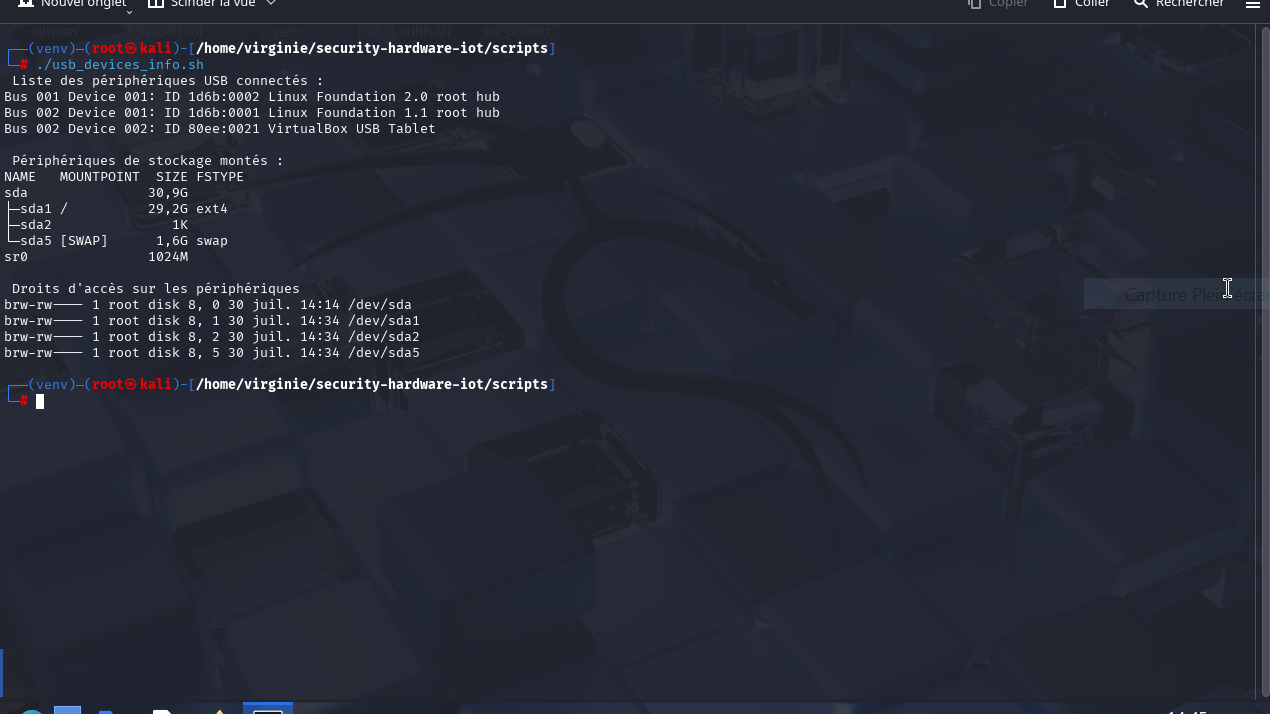 Nouvel onglet Scinder la vue Copier Coller Rechercher
dnscan spiderfoot venv Install-outils.sh sql_protect
┌──(venv)─(root㉿kali)-[/home/virginie/security-hardware-iot/scripts]
└─# ./usb_devices_info.sh
Liste des périphériques USB connectés :
Bus 001 Device 001: ID 1d6b:0002 Linux Foundation 2.0 root hub
Bus 002 Device 001: ID 1d6b:0001 Linux Foundation 1.1 root hub
Bus 002 Device 002: ID 80ee:0021 VirtualBox USB Tablet
Périphériques de stockage montés :
NAME   MOUNTPOINT  SIZE FSTYPE
sda              30,9G
├─sda1 /          29,2G ext4
├─sda2               1K
└─sda5 [SWAP]      1,6G swap
sr0              1024M
Droits d'accès sur les périphériques
brw-rw---- 1 root disk 8, 0 30 juil. 14:14 /dev/sda
brw-rw---- 1 root disk 8, 1 30 juil. 14:34 /dev/sda1
brw-rw---- 1 root disk 8, 2 30 juil. 14:34 /dev/sda2
brw-rw---- 1 root disk 8, 5 30 juil. 14:34 /dev/sda5
Capture Plein écran
┌──(venv)─(root㉿kali)-[/home/virginie/security-hardware-iot/scripts]
└─#